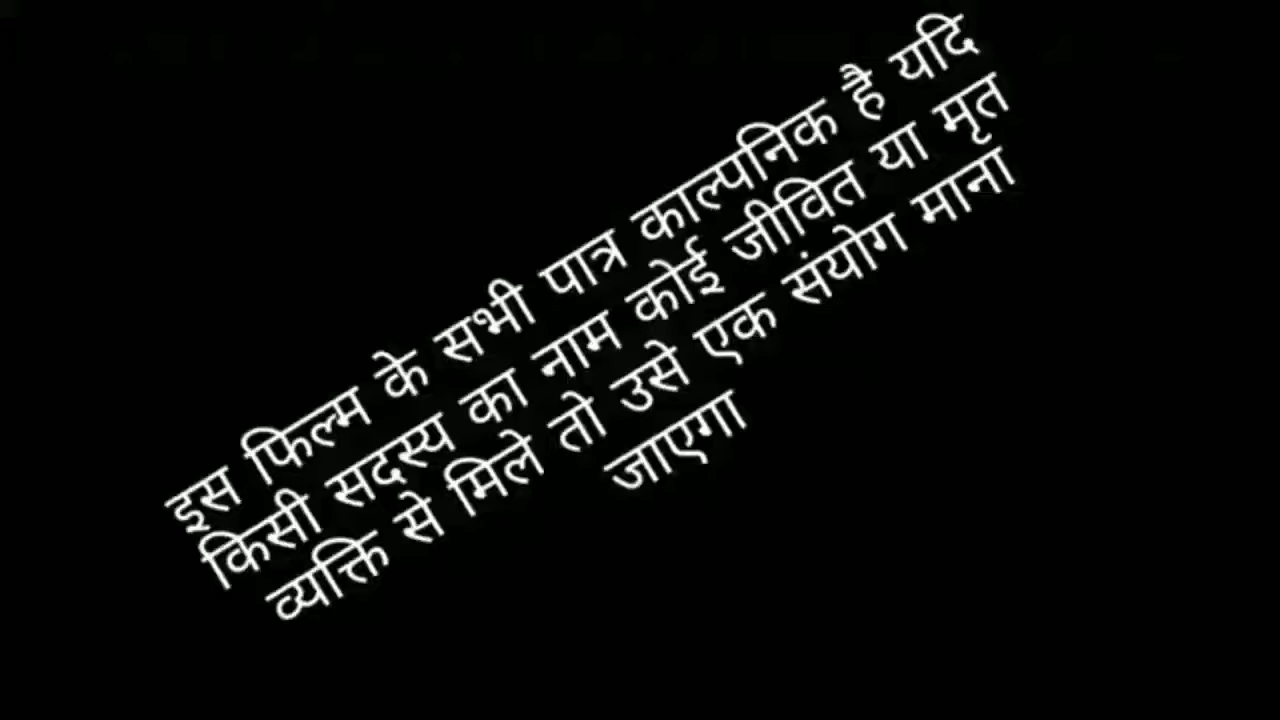 इस फिल्म के सभी पात्र काल्पनिक है यदि
किसी सदस्य का नाम कोई जीवित या मृत
व्यक्ति से मिले तो उसे एक संयोग माना
जाएगा